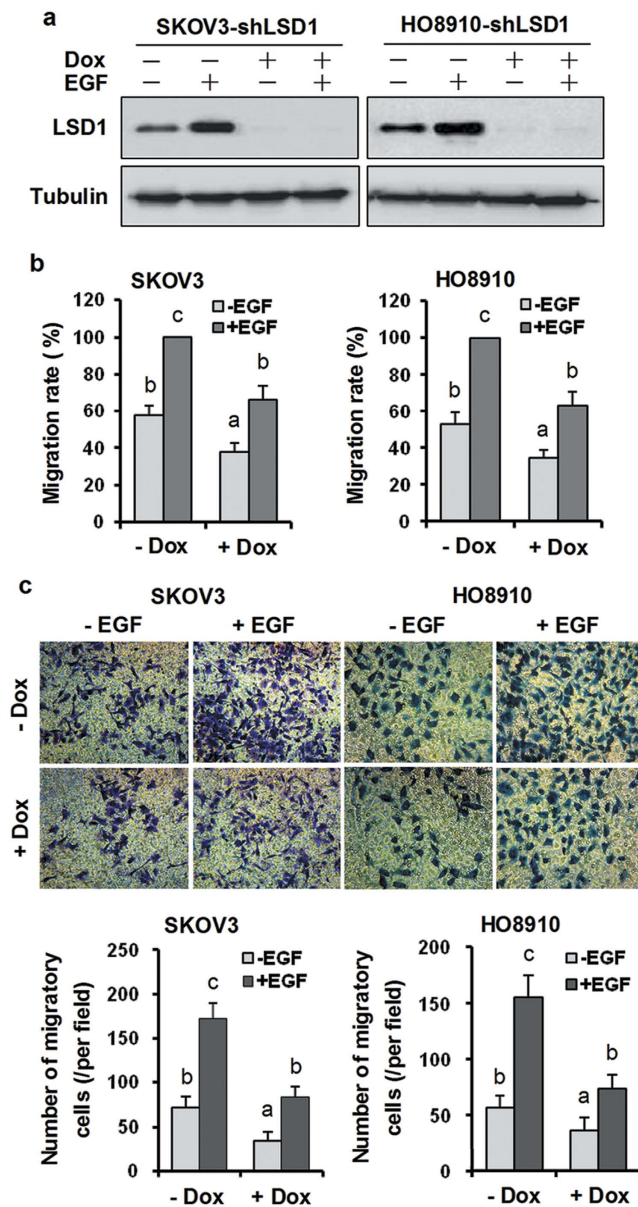 a
SKOV3-shLSD1 HO8910-shLSD1
Dox − − + + − − + +
EGF − + − + − + − +
LSD1
Tubulin
b
SKOV3
Migration rate ( %)
120
100
80
60
40
20
0
-EGF
+EGF
b c a b
- Dox + Dox
HO8910
Migration rate (%)
120
100
80
60
40
20
0
-EGF
+EGF
b c a b
- Dox + Dox
c
SKOV3 HO8910
- EGF + EGF - EGF + EGF
- Dox
+ Dox
SKOV3
Number of migratory
cells (/per field)
250
200
150
100
50
0
-EGF
+EGF
b c a b
- Dox + Dox
HO8910
Number of migratory
cells (/per field)
200
150
100
50
0
-EGF
+EGF
b c a b
- Dox + Dox